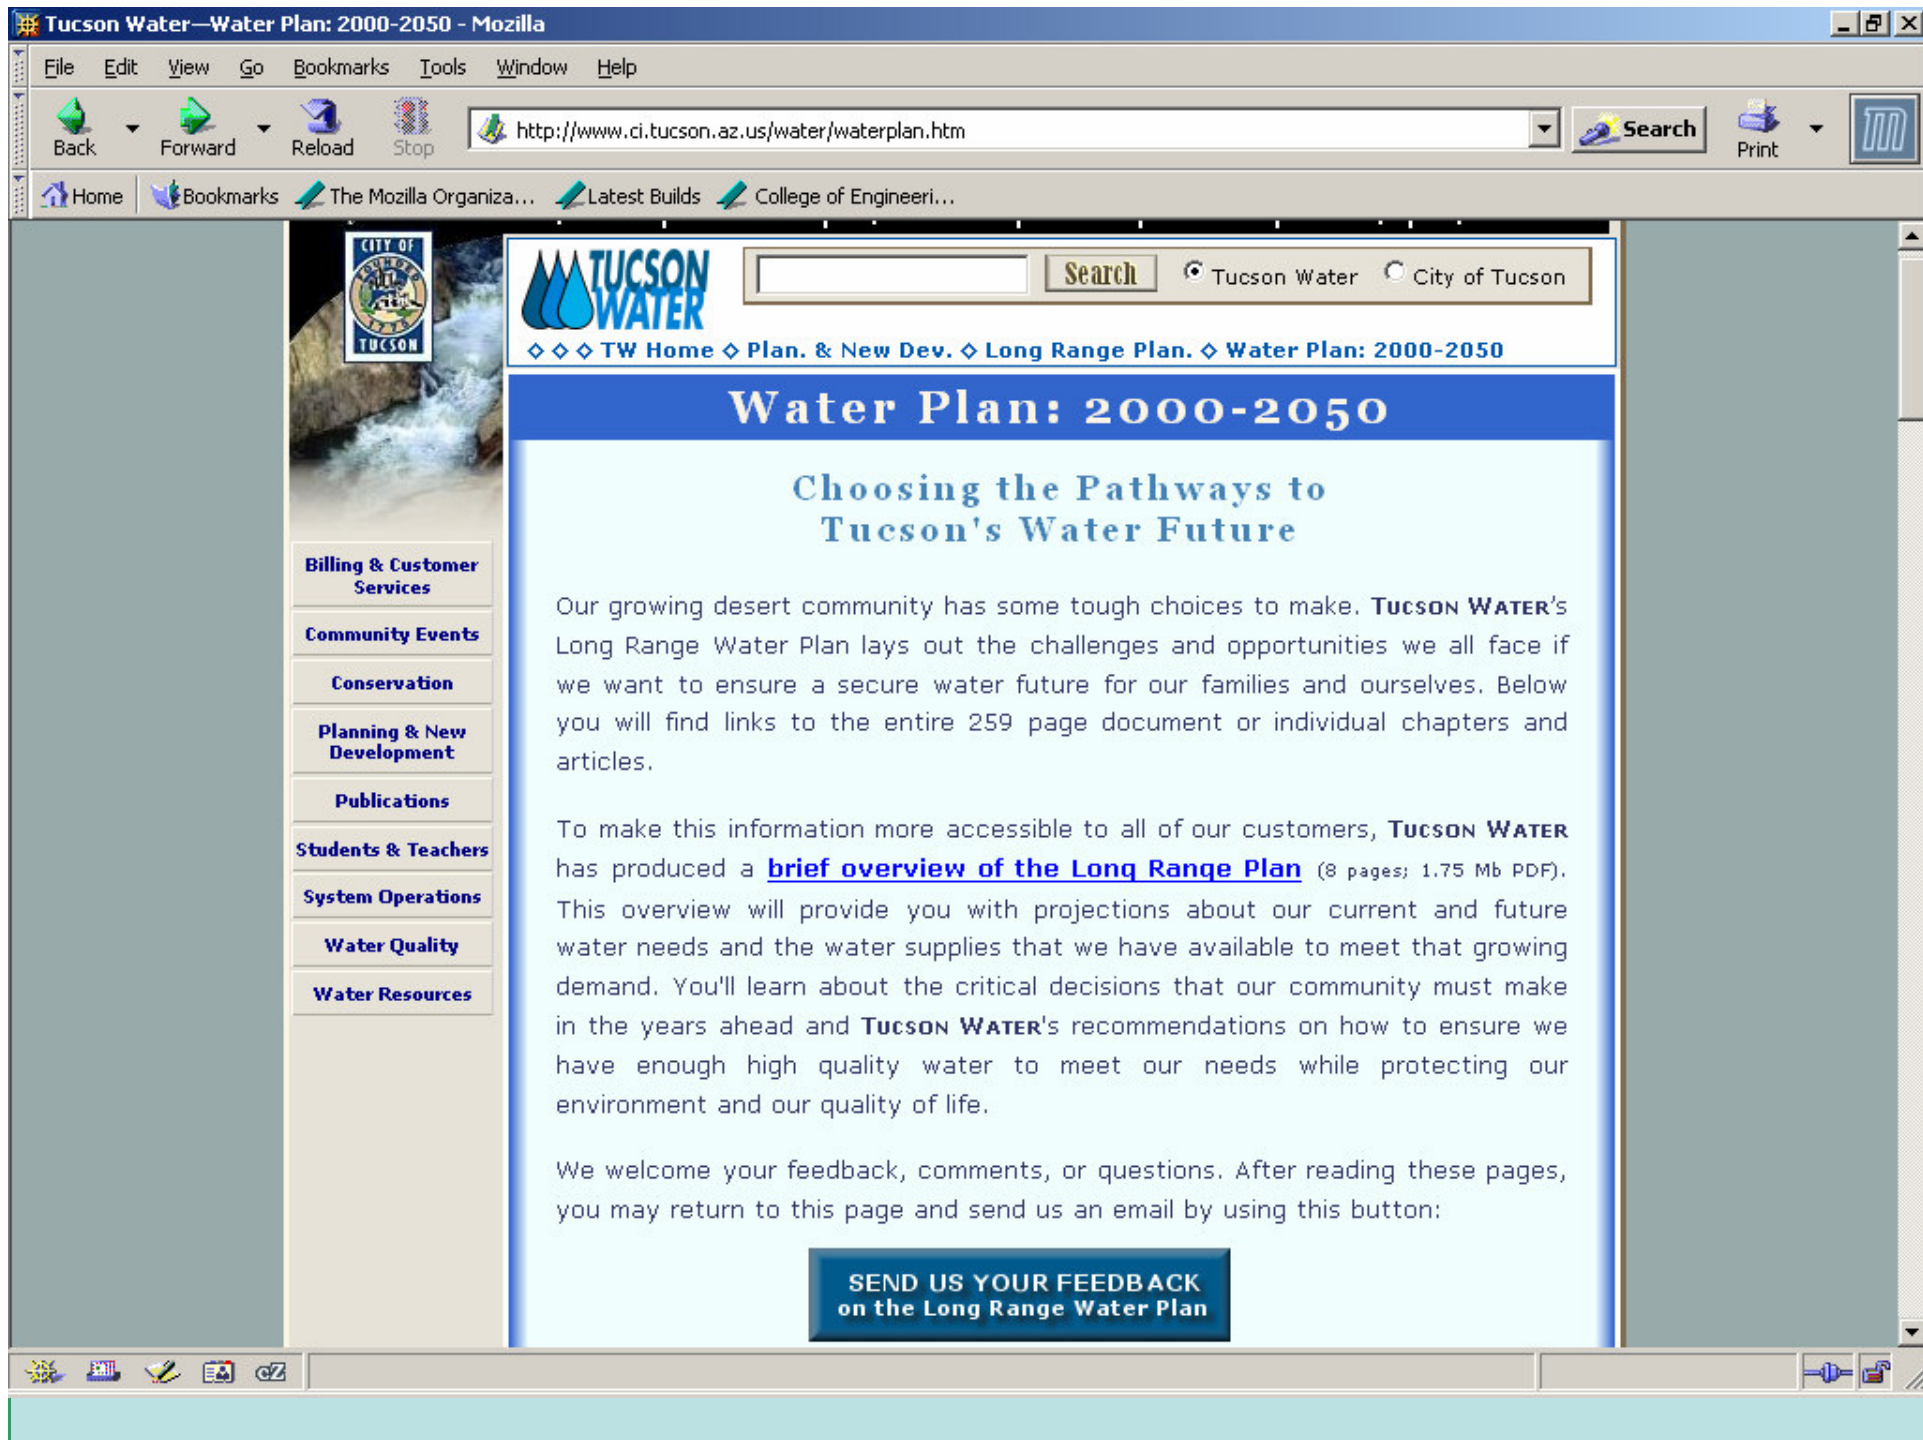 Tucson Water—Water Plan: 2000-2050 - Mozilla
File Edit View Go Bookmarks Tools Window Help
Back Forward Reload Stop http://www.ci.tucson.az.us/water/waterplan.htm Search Print
Home Bookmarks The Mozilla Organiza... Latest Builds College of Engineeri...
CITY OF
FOUNDED
1775
TUCSON
TUCSON
WATER
Search Tucson Water City of Tucson
TW Home Plan. & New Dev. Long Range Plan. Water Plan: 2000-2050
Water Plan: 2000-2050
Choosing the Pathways to
Tucson's Water Future
Billing & Customer
Services
Community Events
Conservation
Planning & New
Development
Publications
Students & Teachers
System Operations
Water Quality
Water Resources
Our growing desert community has some tough choices to make. TUCSON WATER's
Long Range Water Plan lays out the challenges and opportunities we all face if
we want to ensure a secure water future for our families and ourselves. Below
you will find links to the entire 259 page document or individual chapters and
articles.
To make this information more accessible to all of our customers, TUCSON WATER
has produced a brief overview of the Long Range Plan (8 pages; 1.75 Mb PDF).
This overview will provide you with projections about our current and future
water needs and the water supplies that we have available to meet that growing
demand. You'll learn about the critical decisions that our community must make
in the years ahead and TUCSON WATER's recommendations on how to ensure we
have enough high quality water to meet our needs while protecting our
environment and our quality of life.
We welcome your feedback, comments, or questions. After reading these pages,
you may return to this page and send us an email by using this button:
SEND US YOUR FEEDBACK
on the Long Range Water Plan
cZ